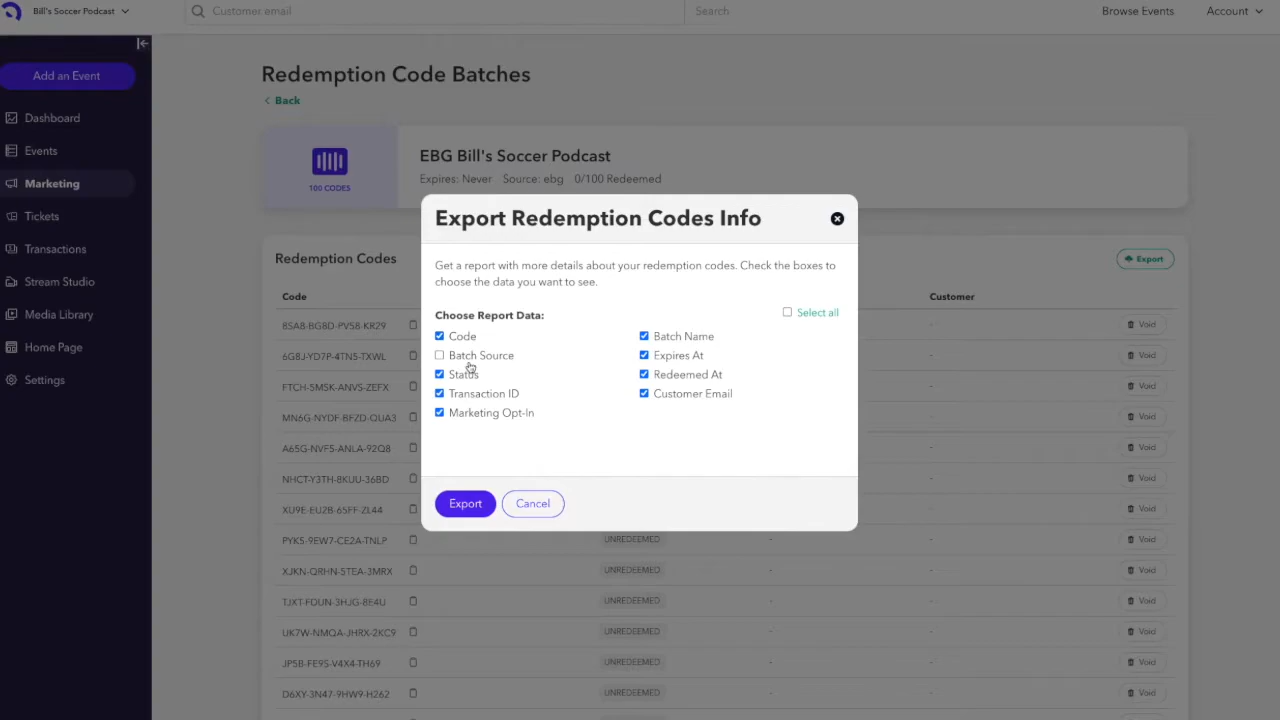 Bill's Soccer Podcast
Customer email
Search
Browse Events
Account
Add an Event
Dashboard
Events
Marketing
Tickets
Transactions
Stream Studio
Media Library
Home Page
Settings
Redemption Code Batches
Back
100 CODES
EBG Bill's Soccer Podcast
Expires: Never Source: ebg 0/100 Redeemed
Redemption Codes
Export
Code
Customer
8SA8-BG8D-PVS8-KR29 - Void
6G8J-YD7P-4TN5-TXWL - Void
FTCH-5MSK-ANVS-ZEFX - Void
MN6G-NYDF-BFZD-QUA3 - Void
A65G-NVF5-ANLA-92Q8 - Void
NHCT-Y3TH-8KUU-36BD - Void
XU9E-EU2B-65FF-ZL44 - Void
PYK5-9EW7-CE2A-TNLP UNREDEEMED - - Void
XJKN-QRHN-STEA-3MRX UNREDEEMED - - Void
TJXT-FDUN-3HJG-8E4U UNREDEEMED - - Void
UK7W-NMQA-JHRX-2KC9 UNREDEEMED - - Void
JPSB-FE9S-V4X4-TH69 UNREDEEMED - - Void
D6XY-3N47-9HW9-H262 UNREDEEMED - - Void
Export Redemption Codes Info
Get a report with more details about your redemption codes. Check the boxes to
choose the data you want to see.
Choose Report Data:
Select all
Code
Batch Name
Batch Source
Expires At
Status
Redeemed At
Transaction ID
Customer Email
Marketing Opt-In
Export
Cancel